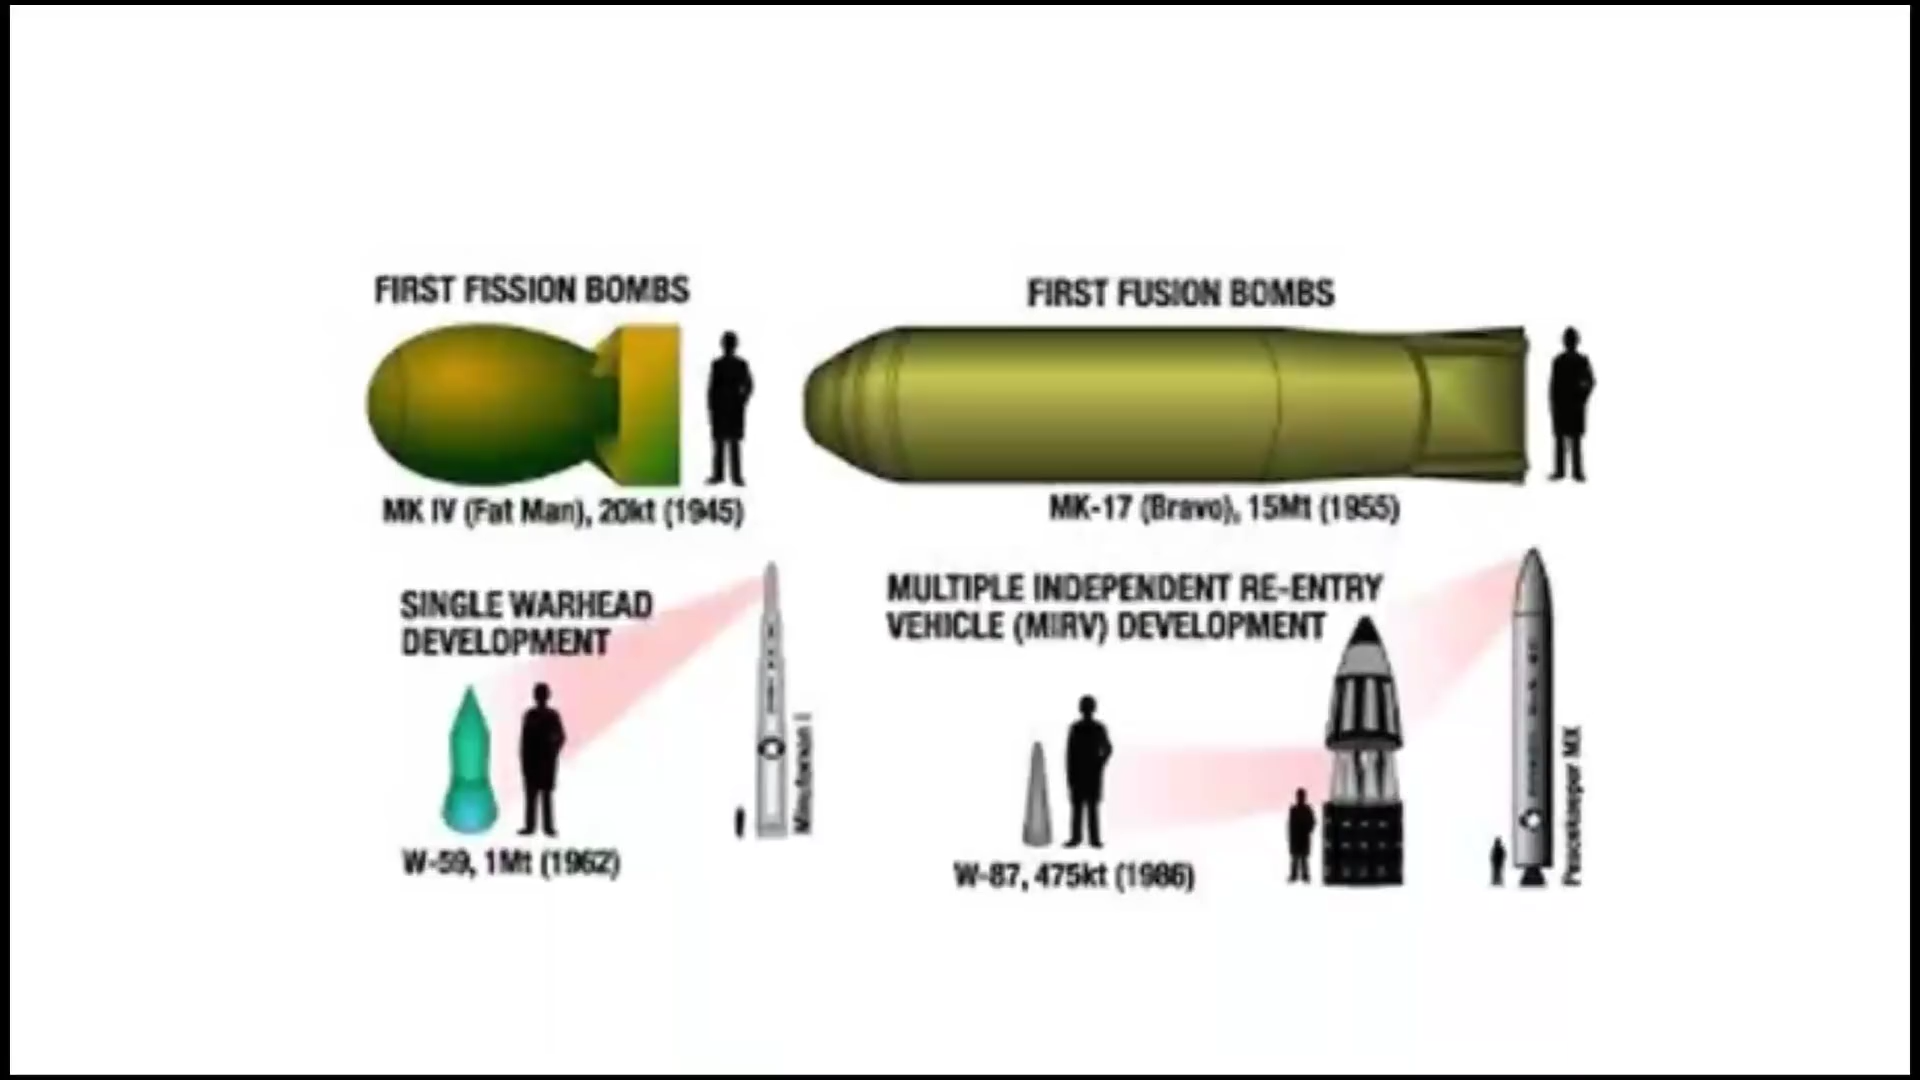 FIRST FISSION BOMBS
FIRST FUSION BOMBS
MK IV (Fat Man), 20kt (1945)
MK-17 (Bravo), 15Mt (1955)
SINGLE WARHEAD
DEVELOPMENT
Minuteman I
W-59, 1Mt (1962)
MULTIPLE INDEPENDENT RE-ENTRY
VEHICLE (MIRV) DEVELOPMENT
Peacekeeper MX
W-87, 475kt (1986)